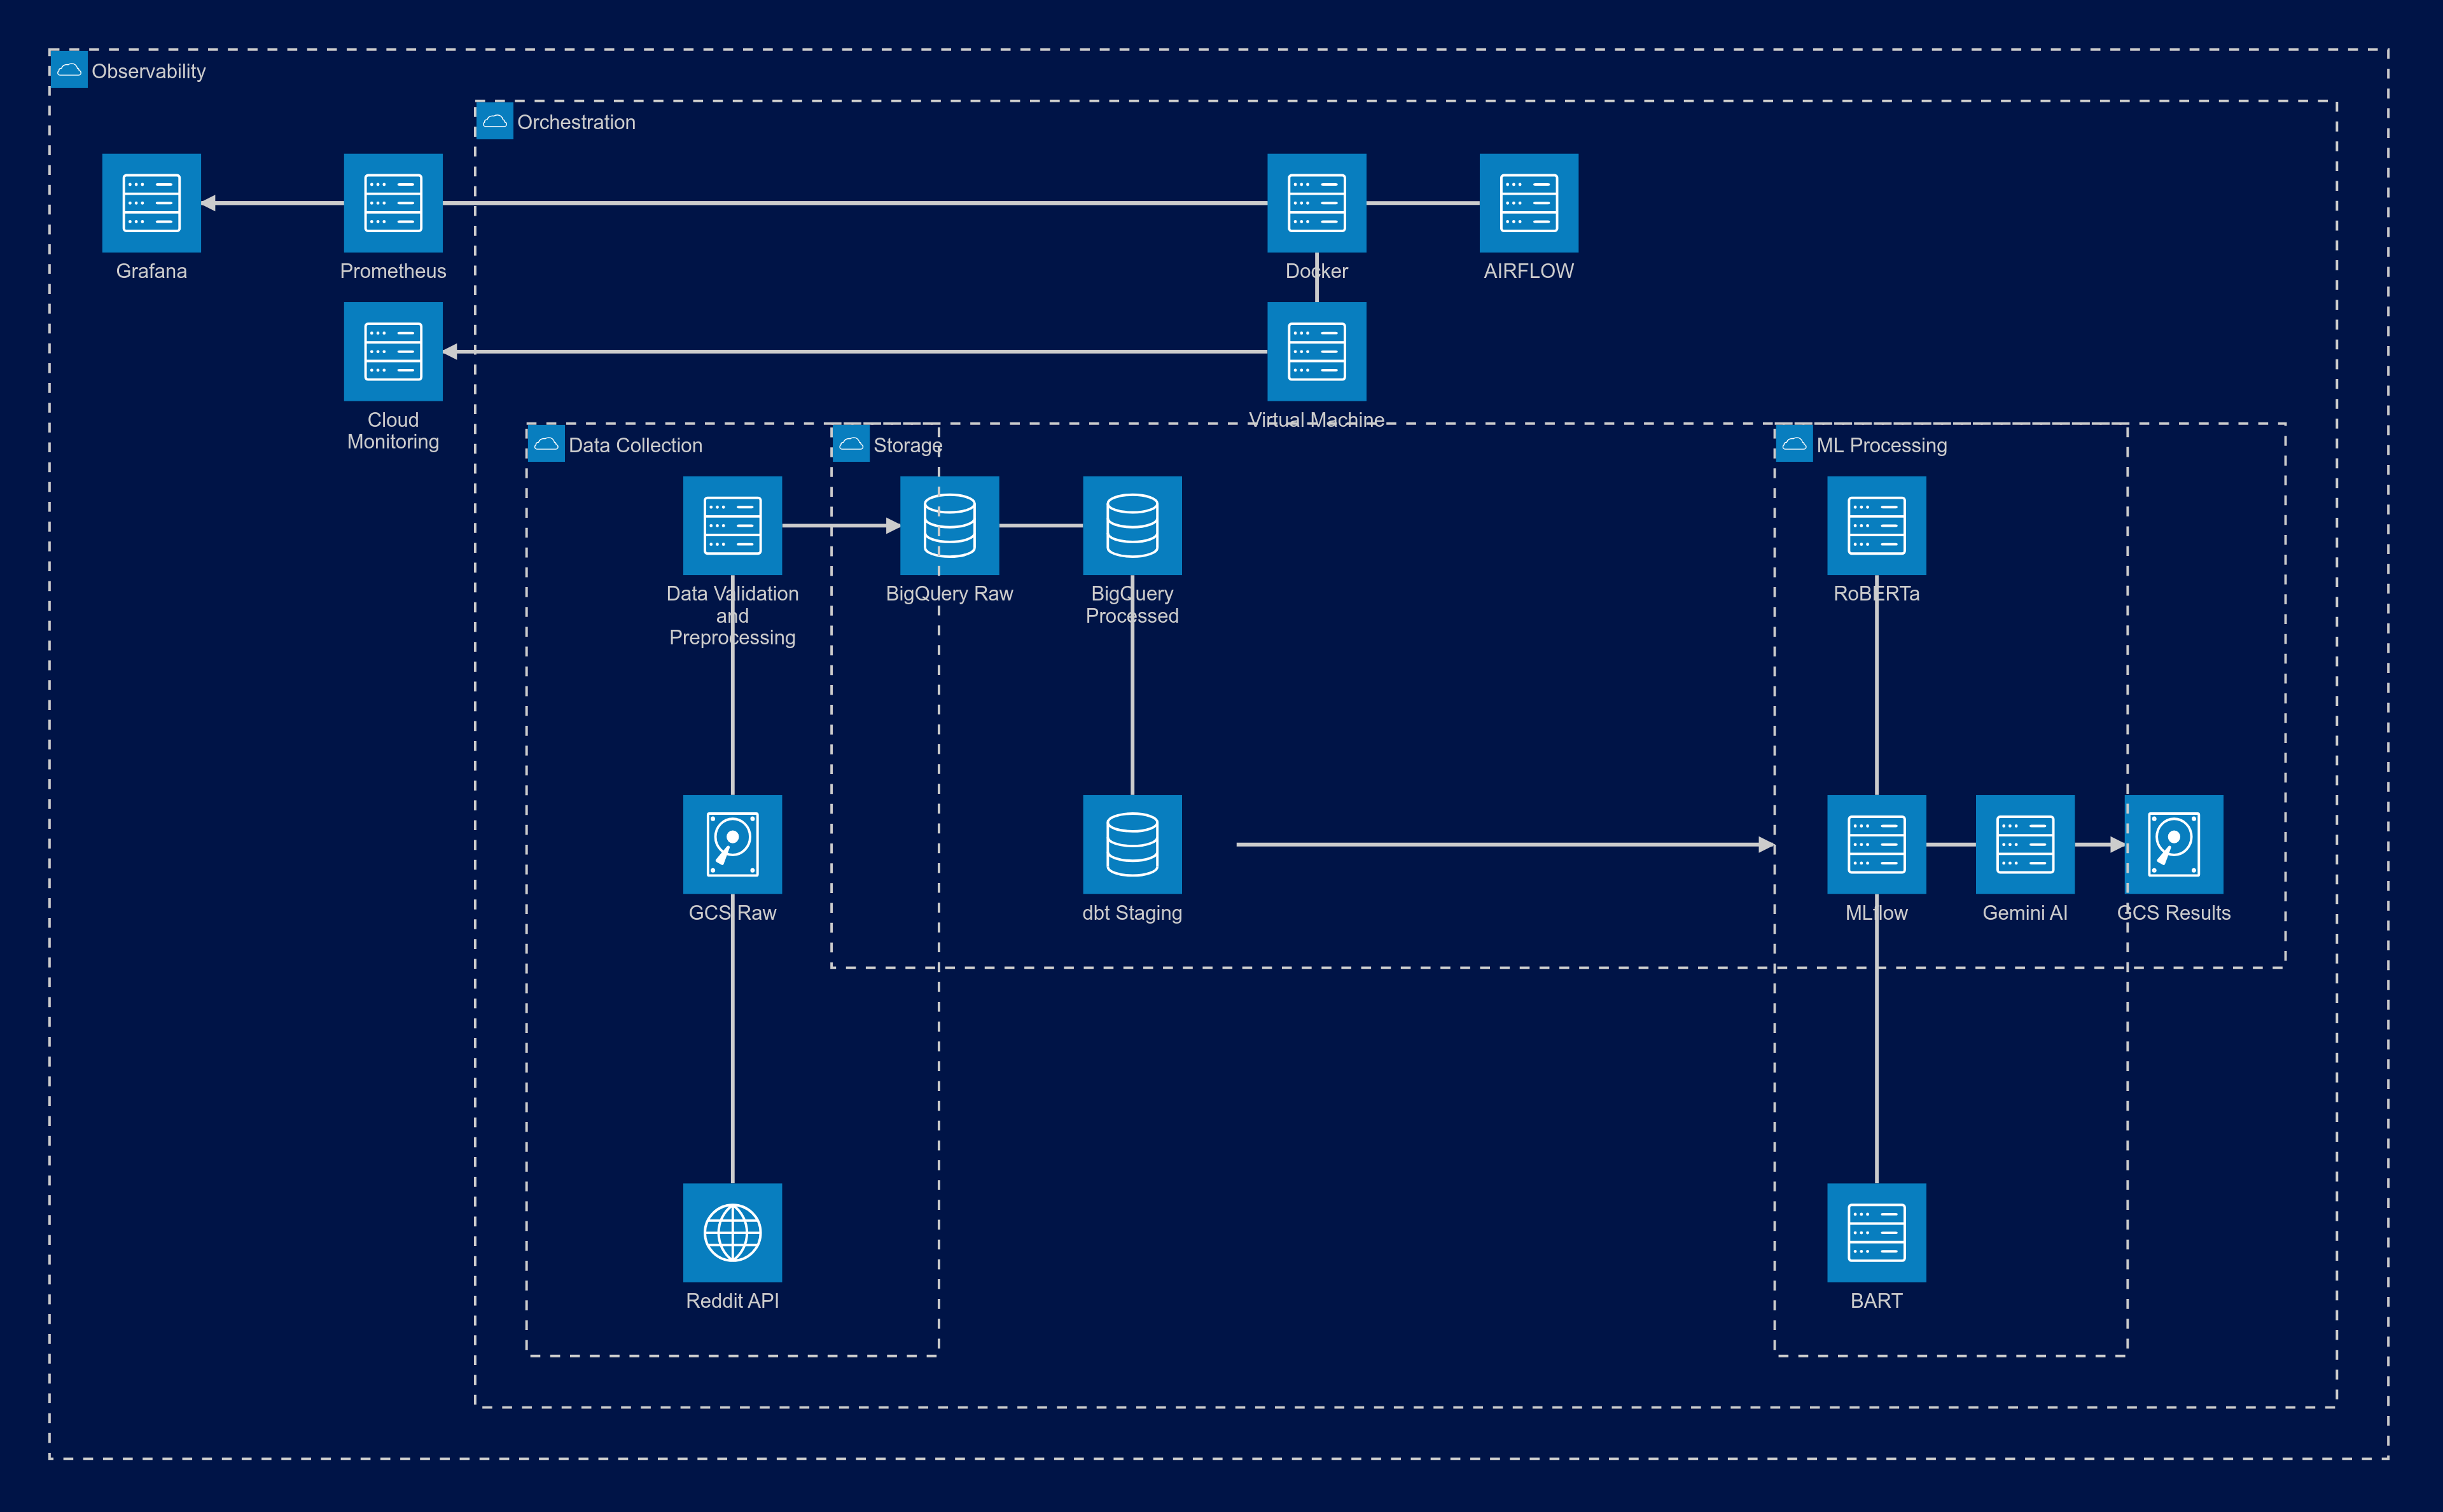 Observability
Orchestration
Grafana
Prometheus
Docker
AIRFLOW
Cloud
Monitoring
Virtual Machine
Data Collection
Storage
ML Processing
Data Validation
and
Preprocessing
BigQuery Raw
BigQuery
Processed
RoBERTa
GCS Raw
dbt Staging
MLflow
Gemini AI
GCS Results
Reddit API
BART